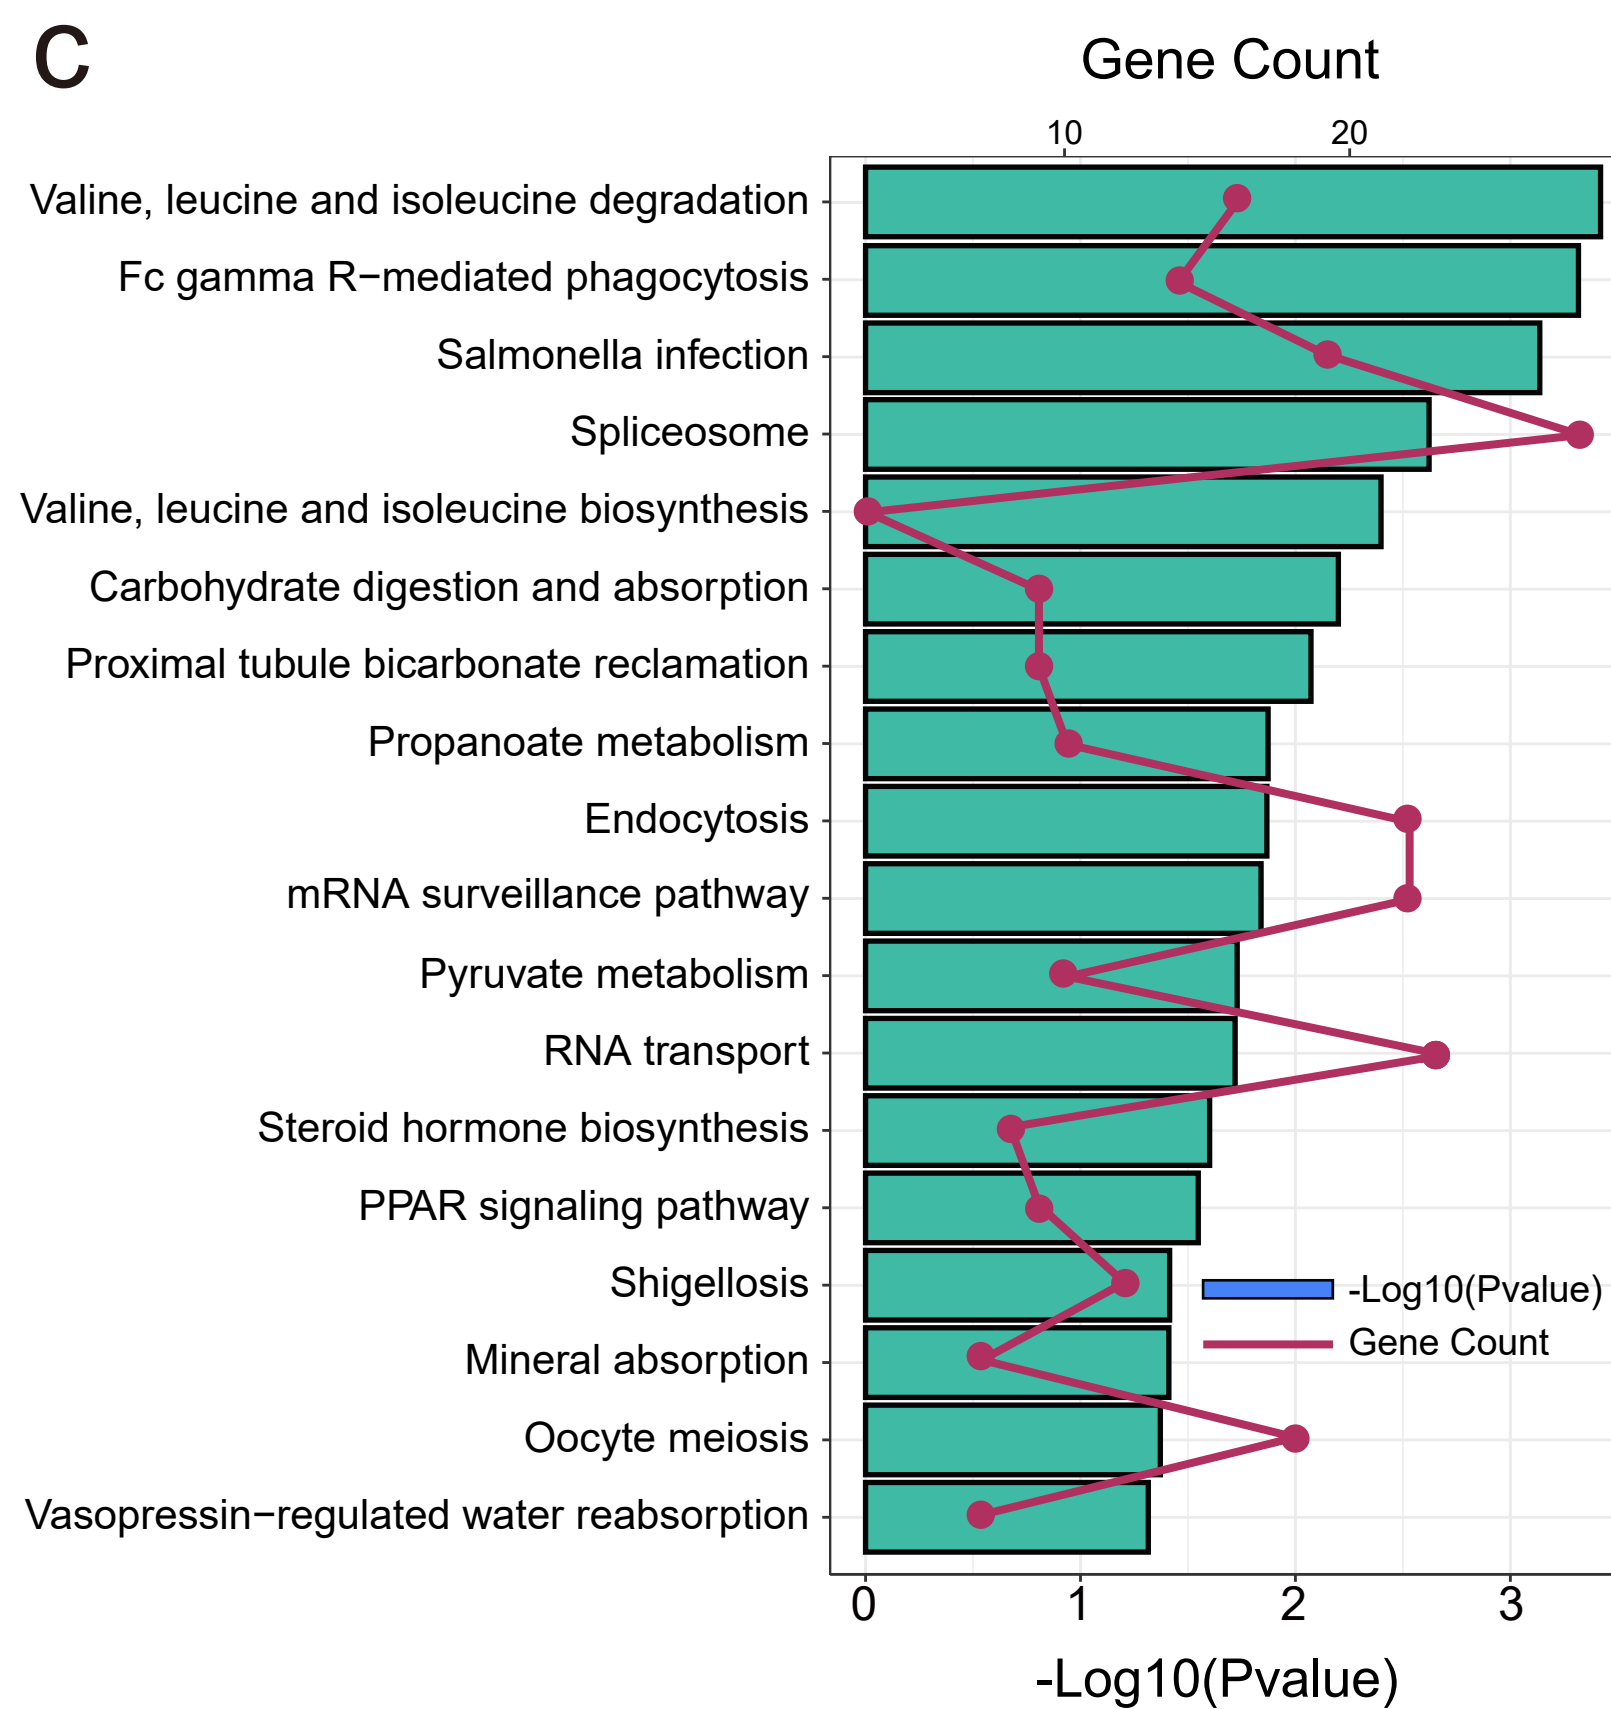 C
Gene Count
10 20
Valine, leucine and isoleucine degradation
Fc gamma R−mediated phagocytosis
Salmonella infection
Spliceosome
Valine, leucine and isoleucine biosynthesis
Carbohydrate digestion and absorption
Proximal tubule bicarbonate reclamation
Propanoate metabolism
Endocytosis
mRNA surveillance pathway
Pyruvate metabolism
RNA transport
Steroid hormone biosynthesis
PPAR signaling pathway
Shigellosis
-Log10(Pvalue)
Gene Count
Mineral absorption
Oocyte meiosis
Vasopressin−regulated water reabsorption
0 1 2 3
-Log10(Pvalue)